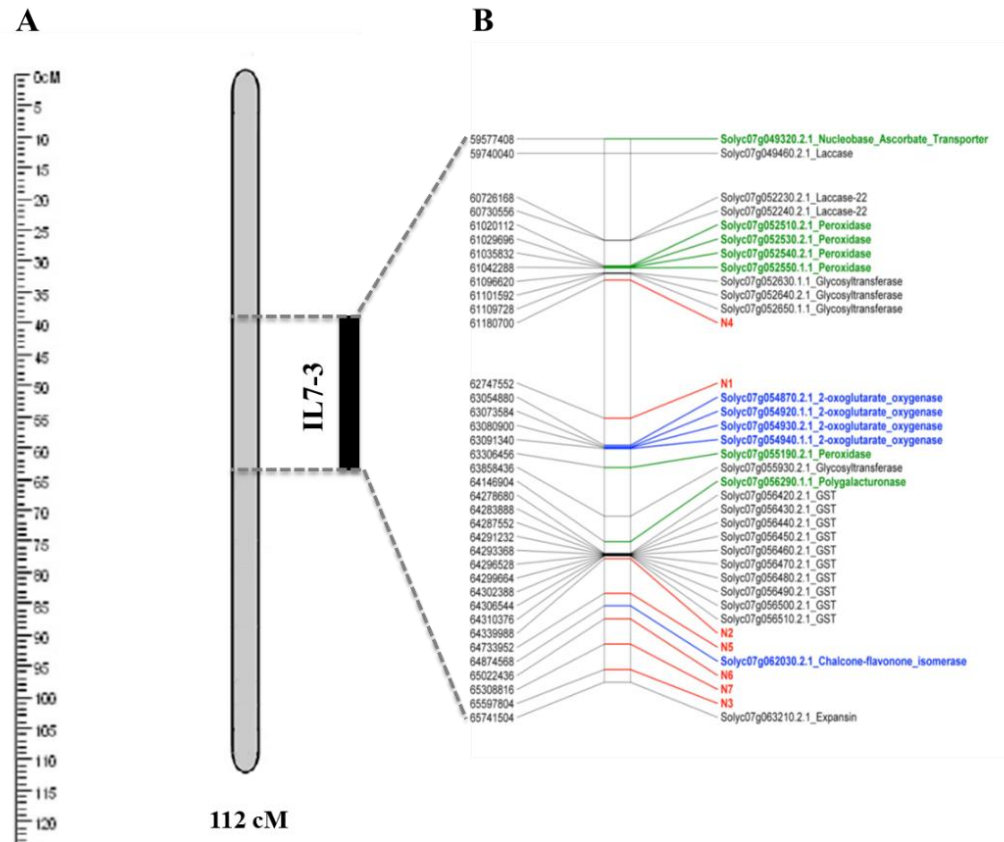 A
0cM
5
10
15
20
25
30
35
40
45
50
55
60
65
70
75
80
85
90
95
100
105
110
115
120
IL7-3
112 cM
B
59577408 Solyc07g049320.2.1_Nucleobase_Ascorbate_Transporter
59740040 Solyc07g049460.2.1_Laccase
60726168 Solyc07g052230.2.1_Laccase-22
60730556 Solyc07g052240.2.1_Laccase-22
61020112 Solyc07g052510.2.1_Peroxidase
61029696 Solyc07g052530.2.1_Peroxidase
61035832 Solyc07g052540.2.1_Peroxidase
61042288 Solyc07g052550.1.1_Peroxidase
61096620 Solyc07g052630.1.1_Glycosyltransferase
61101592 Solyc07g052640.2.1_Glycosyltransferase
61109728 Solyc07g052650.1.1_Glycosyltransferase
61180700 N4
62747552 N1
63054880 Solyc07g054870.2.1_2-oxoglutarate_oxygenase
63073584 Solyc07g054920.1.1_2-oxoglutarate_oxygenase
63080900 Solyc07g054930.2.1_2-oxoglutarate_oxygenase
63091340 Solyc07g054940.1.1_2-oxoglutarate_oxygenase
63306456 Solyc07g055190.2.1_Peroxidase
63858436 Solyc07g055930.2.1_Glycosyltransferase
64146904 Solyc07g056290.1.1_Polygalacturonase
64278680 Solyc07g056420.2.1_GST
64283888 Solyc07g056430.2.1_GST
64287552 Solyc07g056440.2.1_GST
64291232 Solyc07g056450.2.1_GST
64293368 Solyc07g056460.2.1_GST
64296528 Solyc07g056470.2.1_GST
64299664 Solyc07g056480.2.1_GST
64302388 Solyc07g056490.2.1_GST
64306544 Solyc07g056500.2.1_GST
64310376 Solyc07g056510.2.1_GST
64339988 N2
64733952 N5
64874568 Solyc07g062030.2.1_Chalcone-flavonone_isomerase
65022436 N6
65308816 N7
65597804 N3
65741504 Solyc07g063210.2.1_Expansin